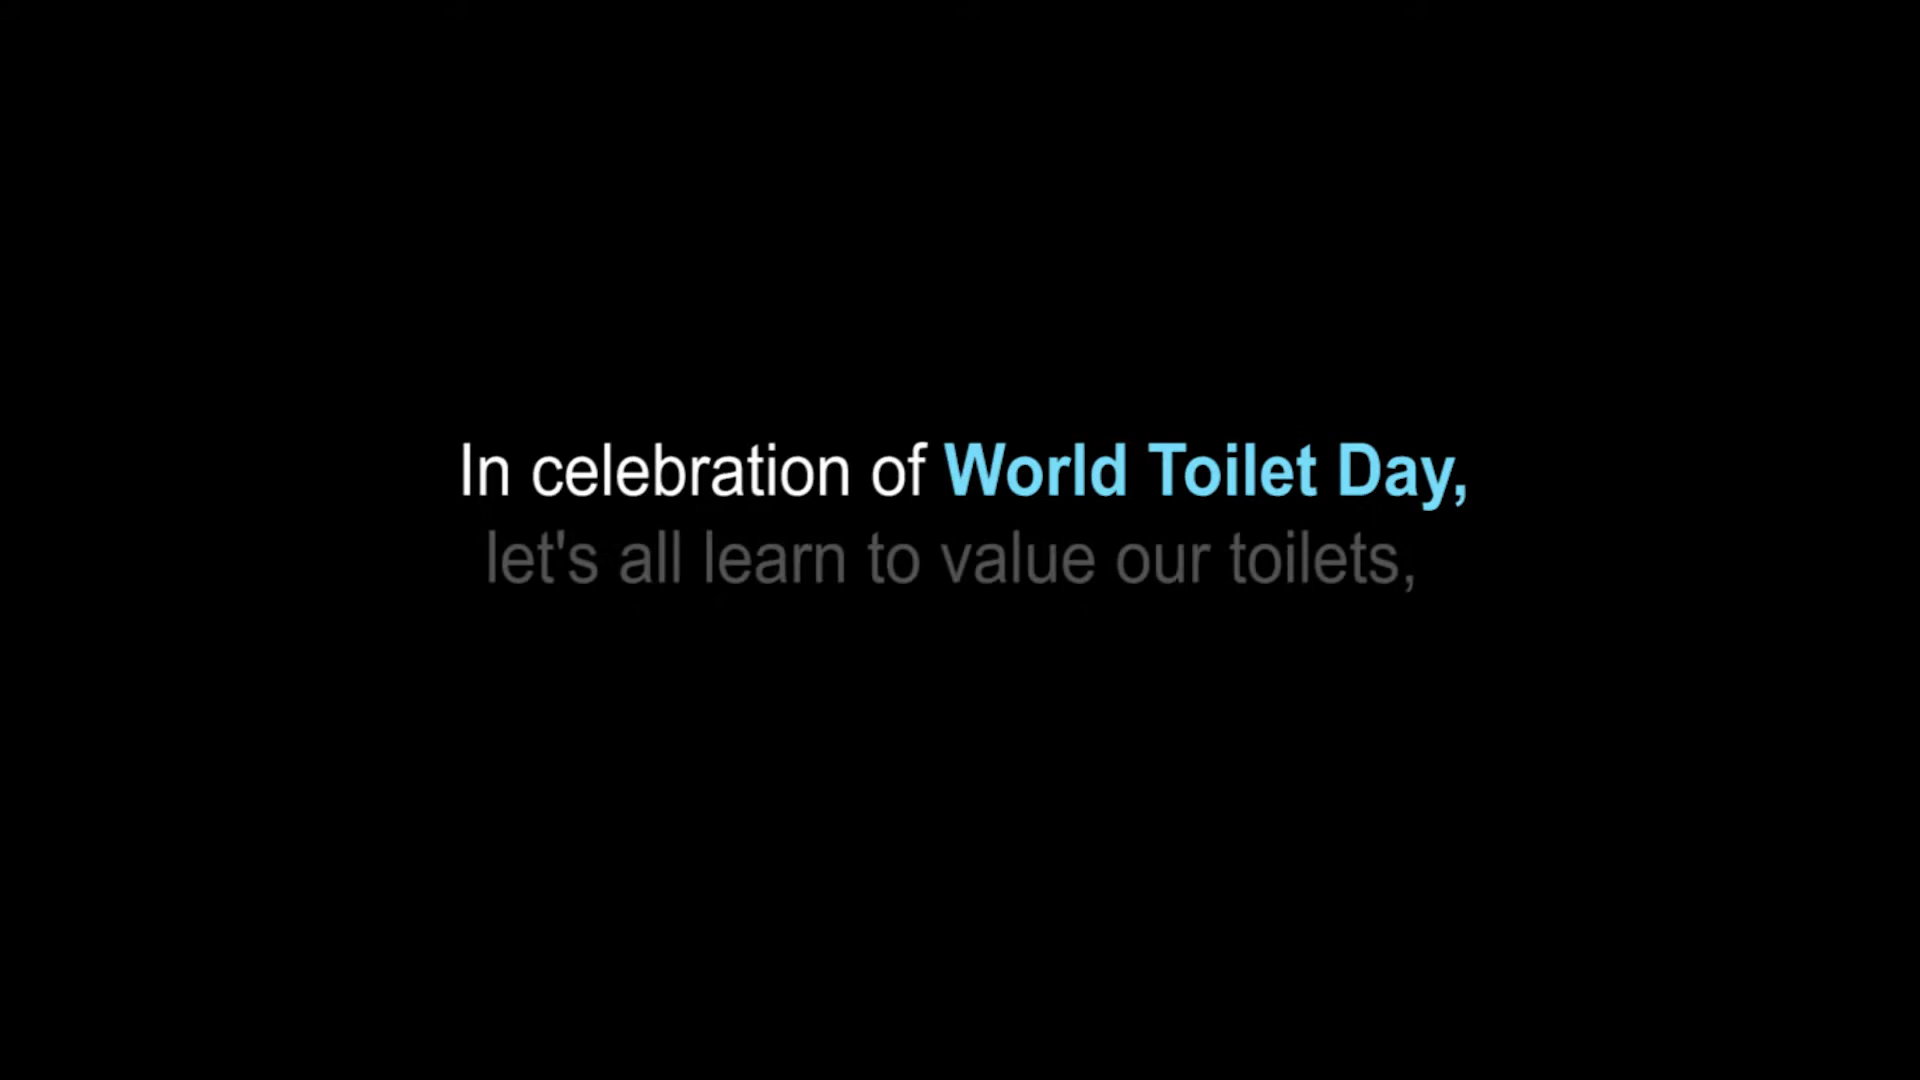 In celebration of World Toilet Day,
let's all learn to value our toilets,